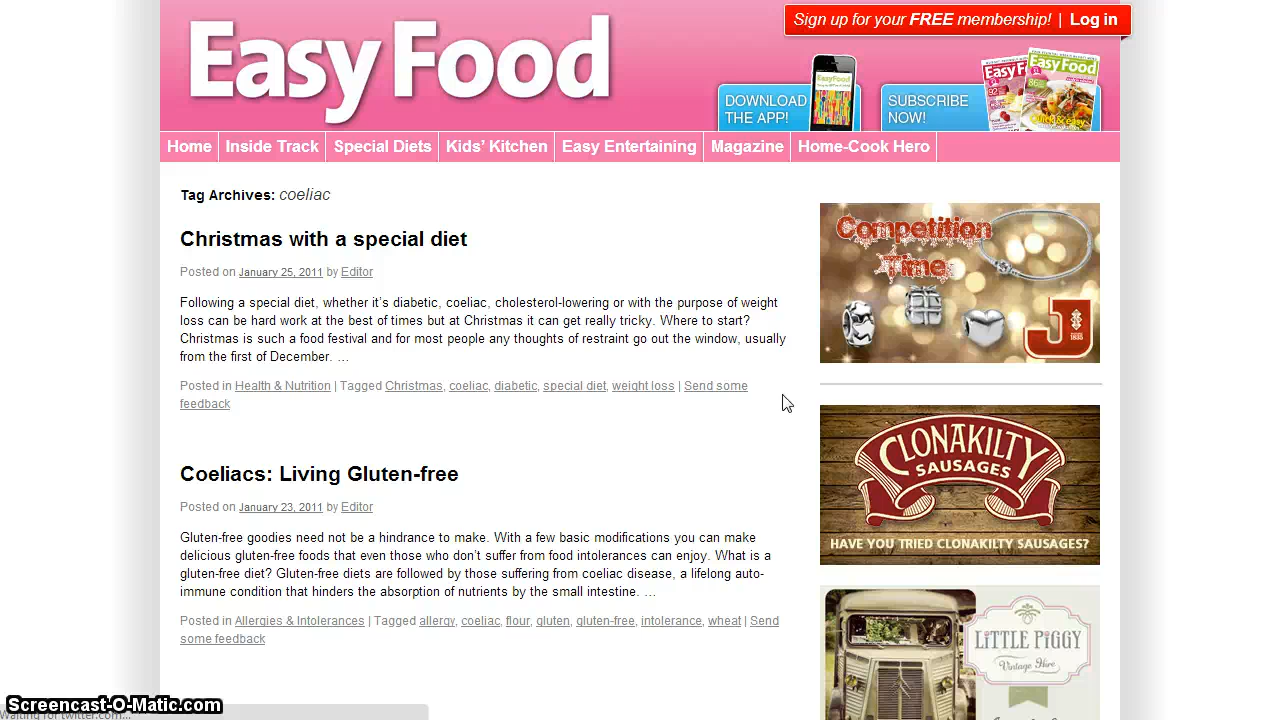 Sign up for your FREE membership! | Log in
EasyFood
DOWNLOAD
THE APP!
SUBSCRIBE
NOW!
EasyFood
Easy F
Easy Food
Quick & easy
Home
Inside Track
Special Diets
Kids' Kitchen
Easy Entertaining
Magazine
Home-Cook Hero
Tag Archives: coeliac
Christmas with a special diet
Posted on January 25, 2011 by Editor
Following a special diet, whether it's diabetic, coeliac, cholesterol-lowering or with the purpose of weight
loss can be hard work at the best of times but at Christmas it can get really tricky. Where to start?
Christmas is such a food festival and for most people any thoughts of restraint go out the window, usually
from the first of December. …
Posted in Health & Nutrition | Tagged Christmas, coeliac, diabetic, special diet, weight loss | Send some
feedback
Coeliacs: Living Gluten-free
Posted on January 23, 2011 by Editor
Gluten-free goodies need not be a hindrance to make. With a few basic modifications you can make
delicious gluten-free foods that even those who don't suffer from food intolerances can enjoy. What is a
gluten-free diet? Gluten-free diets are followed by those suffering from coeliac disease, a lifelong auto-
immune condition that hinders the absorption of nutrients by the small intestine. …
Posted in Allergies & Intolerances | Tagged allergy, coeliac, flour, gluten, gluten-free, intolerance, wheat | Send
some feedback
Competition
Time
J
CLONAKILTY
SAUSAGES
HAVE YOU TRIED CLONAKILTY SAUSAGES?
LiTTLE PiGGY
Vintage Hire
Screencast-O-Matic.com
Waiting for twitter.com...